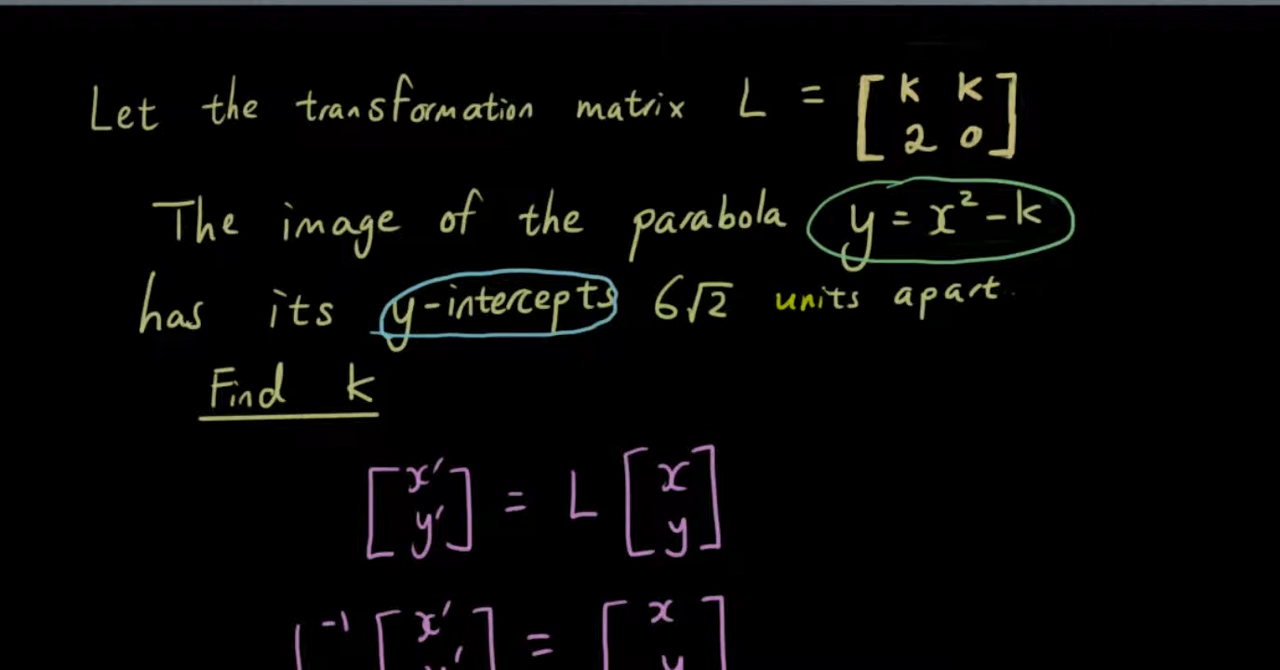 Let the transformation matrix L = [k k
2 0]
The image of the parabola y = x² - k
has its y-intercepts 6√2 units apart.
Find k
[x'
y'] = L [x
y]
L⁻¹ [x'
y'] = [x
y]